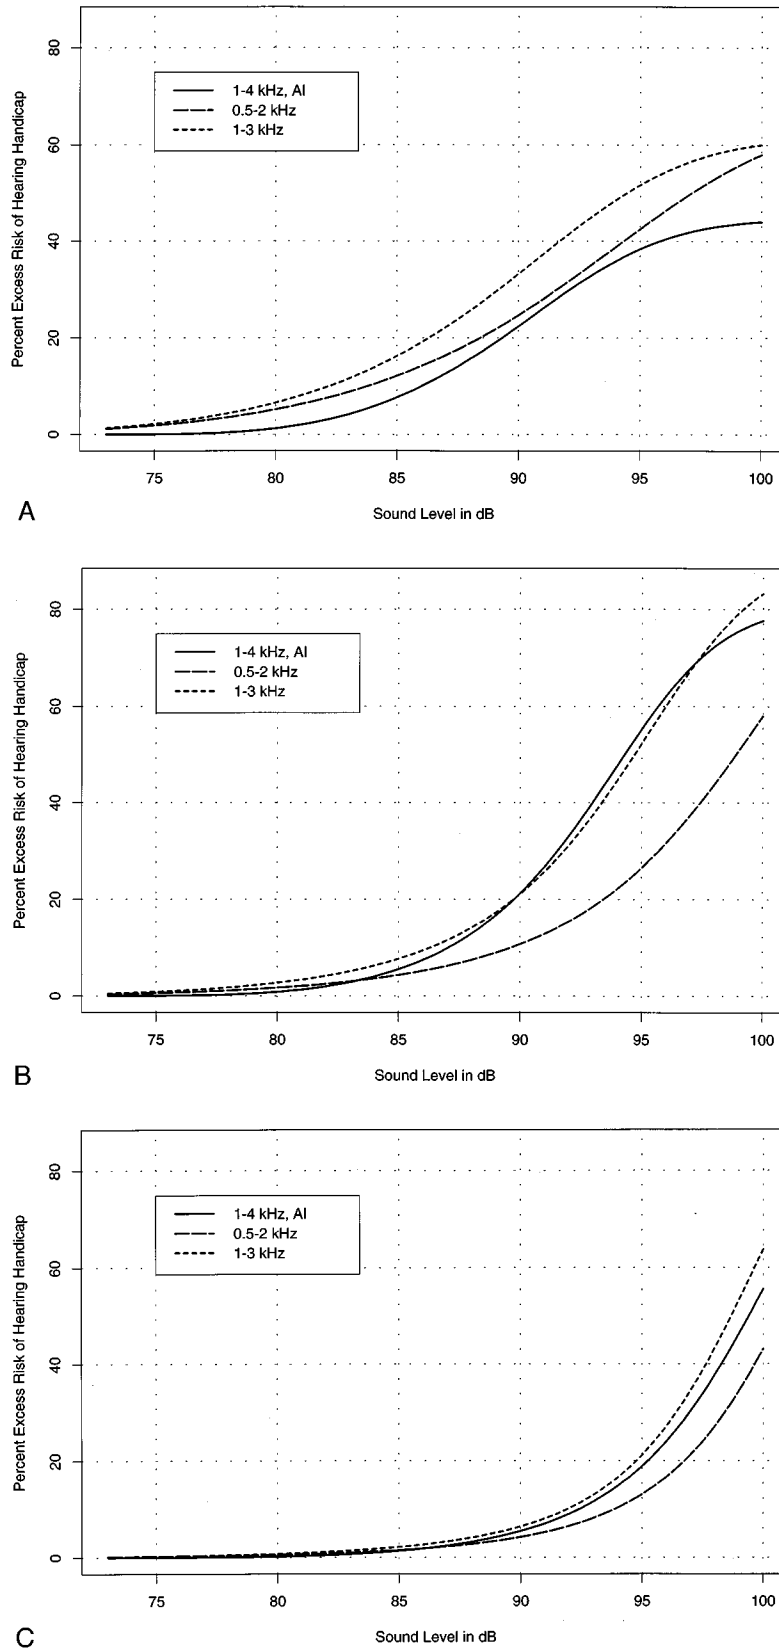 80
60
40
20
0
Percent Excess Risk of Hearing Handicap
1-4 kHz, AI
0.5-2 kHz
1-3 kHz
75 80 85 90 95 100
Sound Level in dB
A
80
60
40
20
0
Percent Excess Risk of Hearing Handicap
1-4 kHz, AI
0.5-2 kHz
1-3 kHz
75 80 85 90 95 100
Sound Level in dB
B
80
60
40
20
0
Percent Excess Risk of Hearing Handicap
1-4 kHz, AI
0.5-2 kHz
1-3 kHz
75 80 85 90 95 100
Sound Level in dB
C